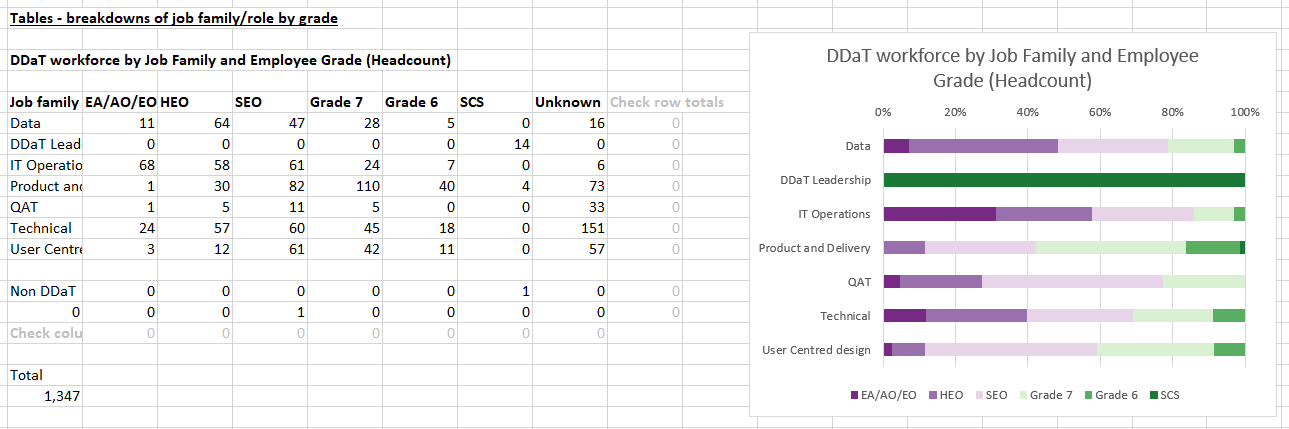 Tables - breakdowns of job family/role by grade
DDaT workforce by Job Family and Employee Grade (Headcount)
Job family EA/AO/EO HEO SEO Grade 7 Grade 6 SCS Unknown Check row totals
Data 11 64 47 28 5 0 16 0
DDaT Lead 0 0 0 0 0 14 0 0
IT Operatio 68 58 61 24 7 0 6 0
Product and 1 30 82 110 40 4 73 0
QAT 1 5 11 5 0 0 33 0
Technical 24 57 60 45 18 0 151 0
User Centre 3 12 61 42 11 0 57 0
Non DDaT 0 0 0 0 0 1 0 0
0 0 0 1 0 0 0 0 0
Check colu 0 0 0 0 0 0 0
Total
1,347
DDaT workforce by Job Family and Employee
Grade (Headcount)
0% 20% 40% 60% 80% 100%
Data
DDaT Leadership
IT Operations
Product and Delivery
QAT
Technical
User Centred design
EA/AO/EO HEO SEO Grade 7 Grade 6 SCS